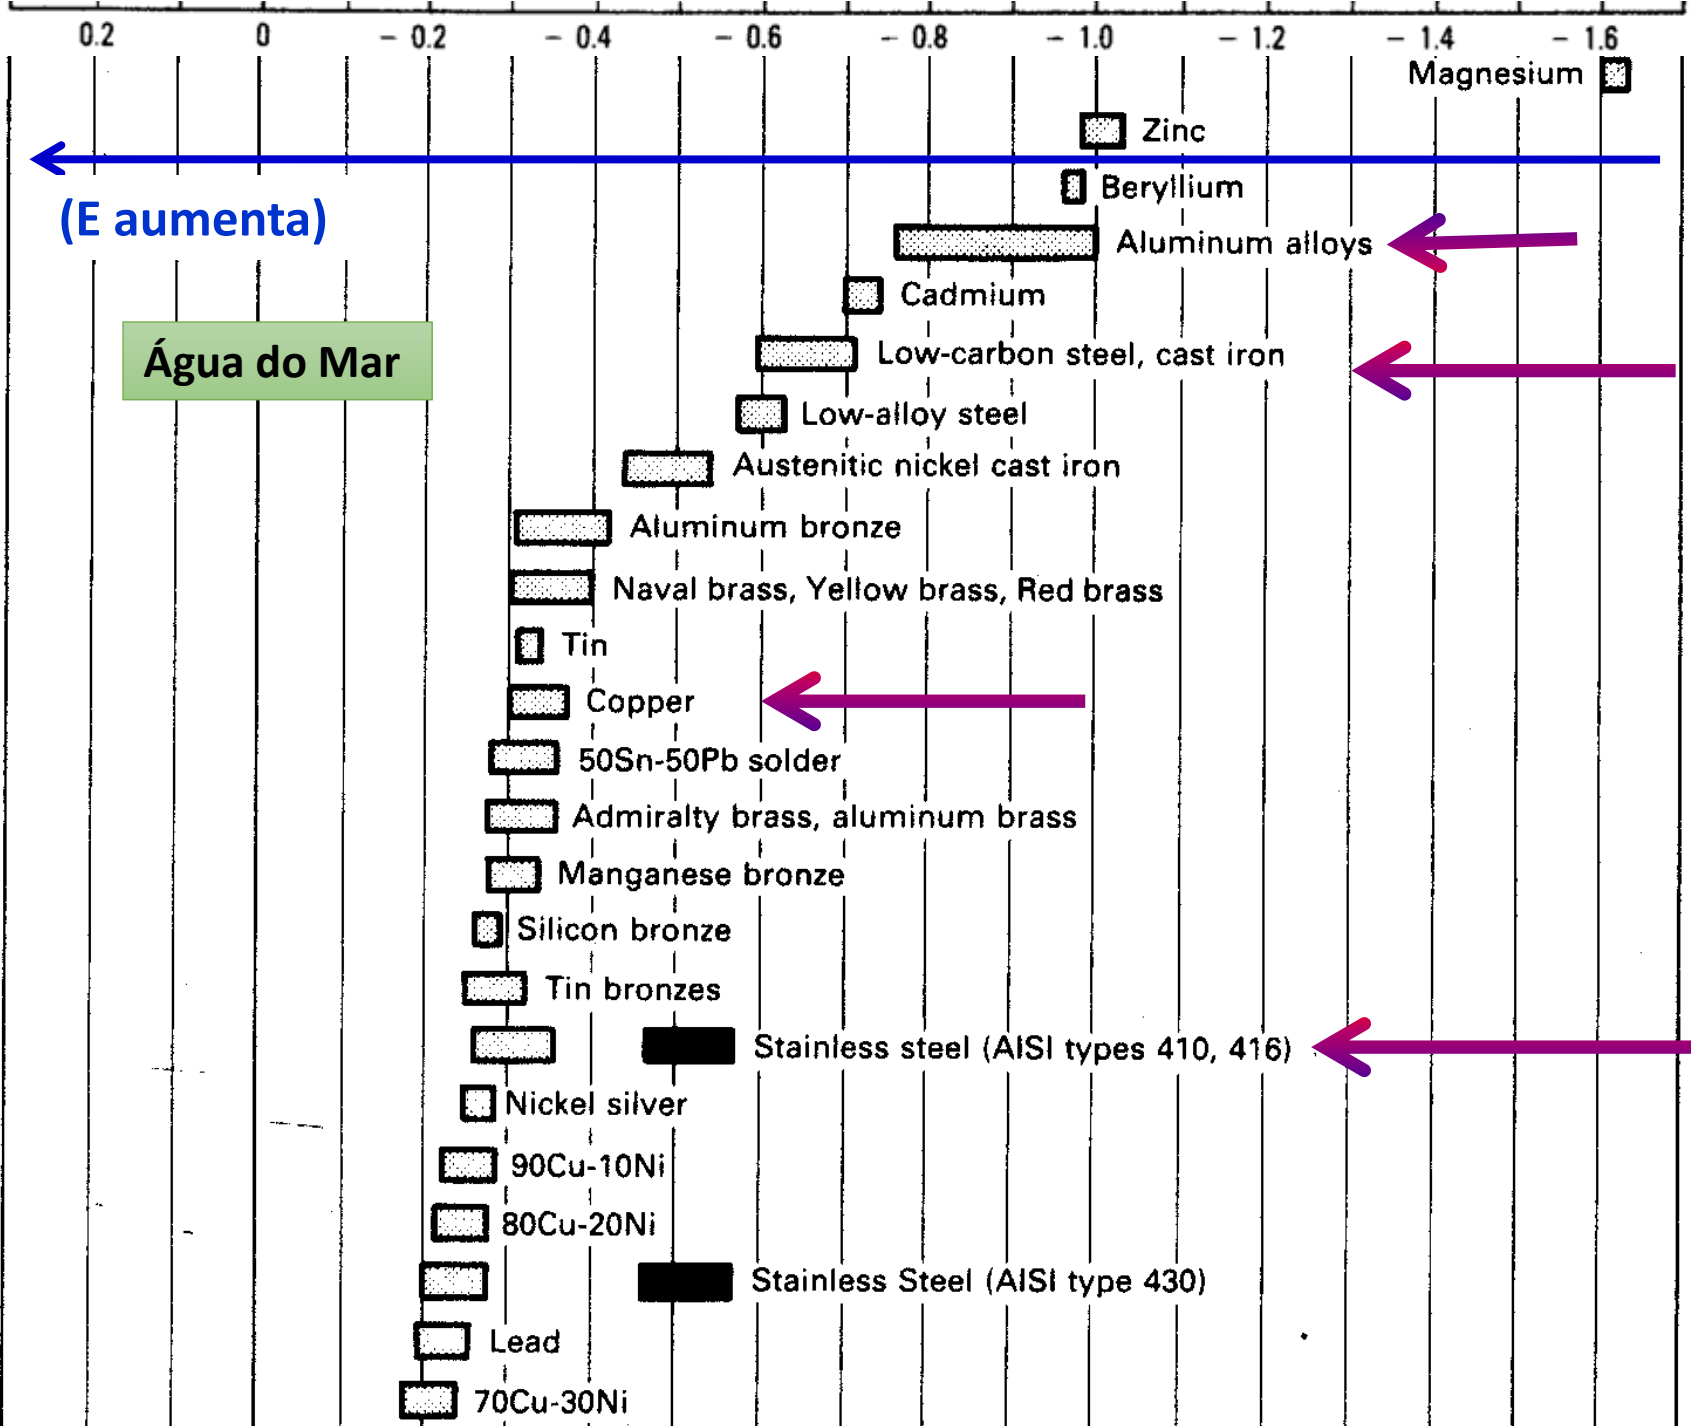 0.2 0 - 0.2 - 0.4 - 0.6 - 0.8 - 1.0 - 1.2 - 1.4 - 1.6
Magnesium
Zinc
Beryllium
(E aumenta)
Aluminum alloys
Cadmium
Água do Mar
Low-carbon steel, cast iron
Low-alloy steel
Austenitic nickel cast iron
Aluminum bronze
Naval brass, Yellow brass, Red brass
Tin
Copper
50Sn-50Pb solder
Admiralty brass, aluminum brass
Manganese bronze
Silicon bronze
Tin bronzes
Stainless steel (AISI types 410, 416)
Nickel silver
90Cu-10Ni
80Cu-20Ni
Stainless Steel (AISI type 430)
Lead
70Cu-30Ni